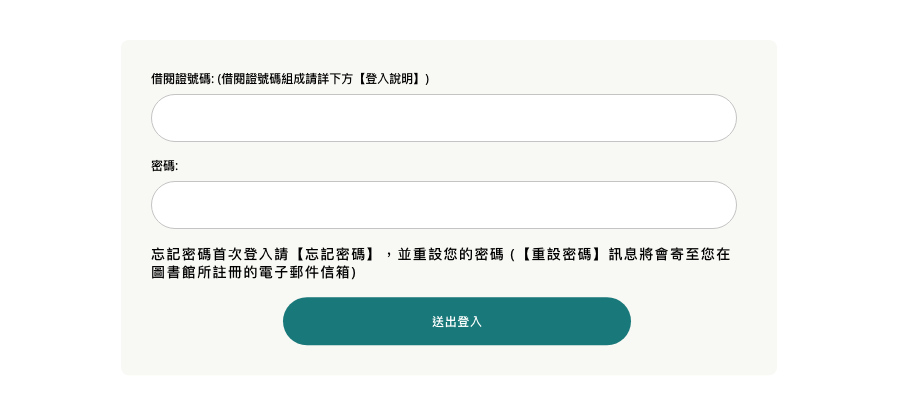 借閱證號碼: (借閱證號碼組成請詳下方【登入說明】)
密碼:
忘記密碼首次登入請【忘記密碼】，並重設您的密碼 (【重設密碼】訊息將會寄至您在
圖書館所註冊的電子郵件信箱)
送出登入